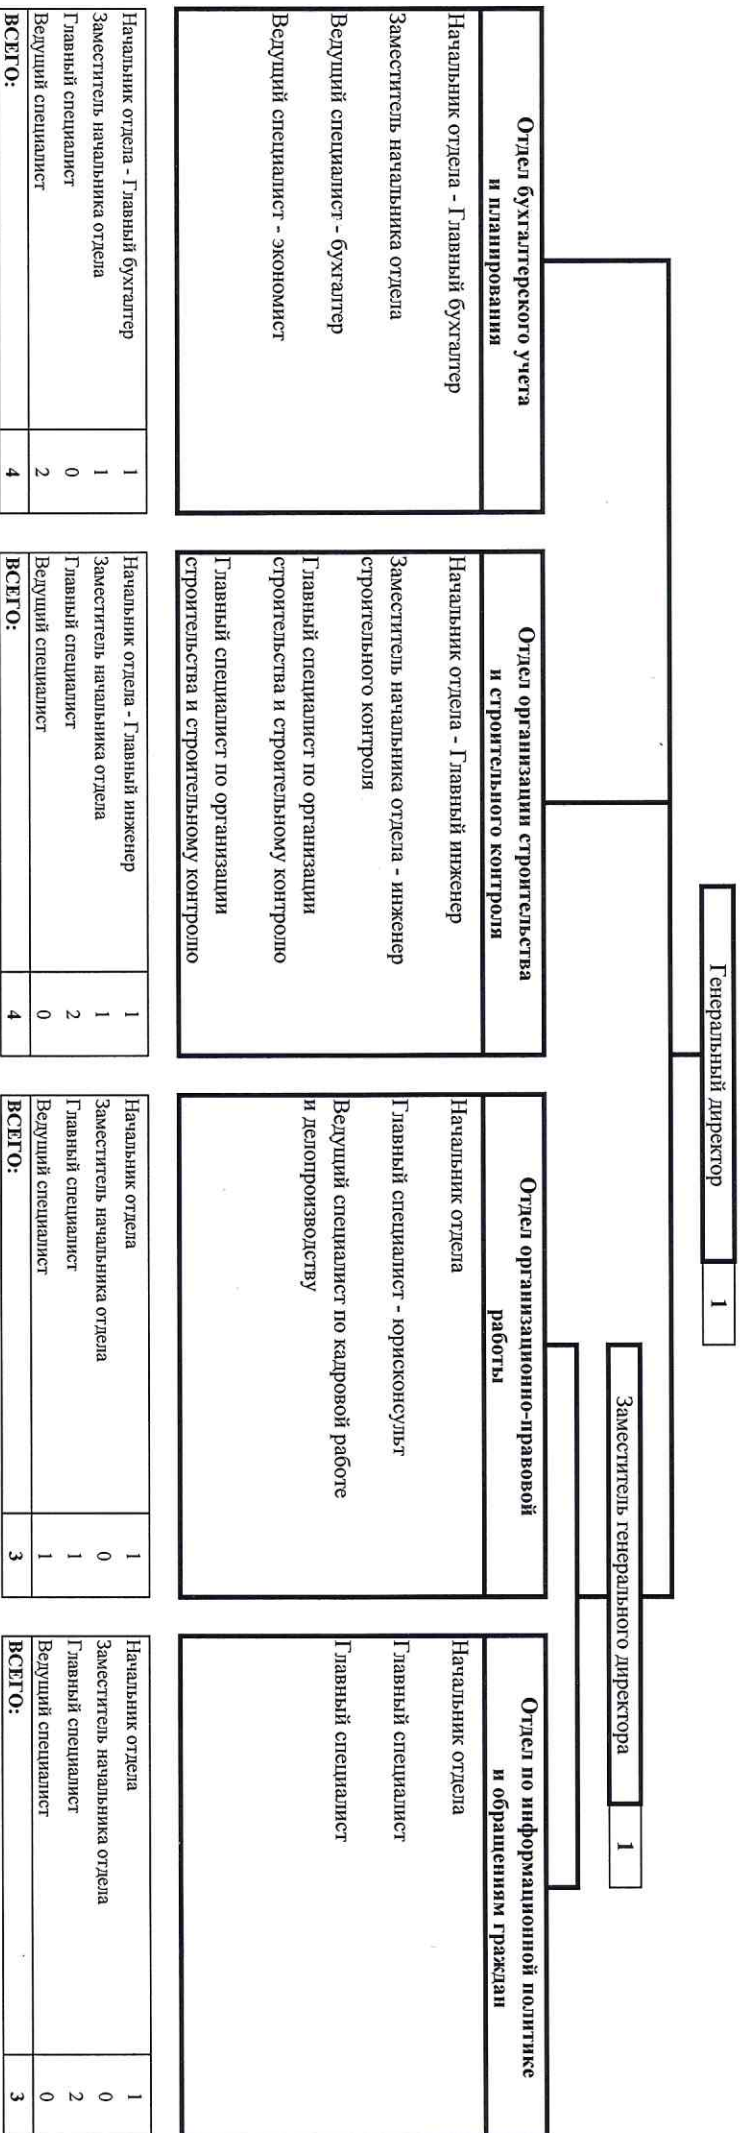 Генеральный директор
1
Заместитель генерального директора
1
Отдел бухгалтерского учета
и планирования
Начальник отдела - Главный бухгалтер
Заместитель начальника отдела
Ведущий специалист - бухгалтер
Ведущий специалист - экономист
Отдел организации строительства
и строительного контроля
Начальник отдела - Главный инженер
Заместитель начальника отдела - инженер
строительного контроля
Главный специалист по организации
строительства и строительному контролю
Главный специалист по организации
строительства и строительному контролю
Отдел организационно-правовой
работы
Начальник отдела
Главный специалист - юрисконсульт
Ведущий специалист по кадровой работе
и делопроизводству
Отдел по информационной политике
и обращениям граждан
Начальник отдела
Главный специалист
Главный специалист
Начальник отдела - Главный бухгалтер 1
Заместитель начальника отдела 1
Главный специалист 0
Ведущий специалист 2
ВСЕГО: 4
Начальник отдела - Главный инженер 1
Заместитель начальника отдела 1
Главный специалист 2
Ведущий специалист 0
ВСЕГО: 4
Начальник отдела 1
Заместитель начальника отдела 0
Главный специалист 1
Ведущий специалист 1
ВСЕГО: 3
Начальник отдела 1
Заместитель начальника отдела 0
Главный специалист 2
Ведущий специалист 0
ВСЕГО: 3